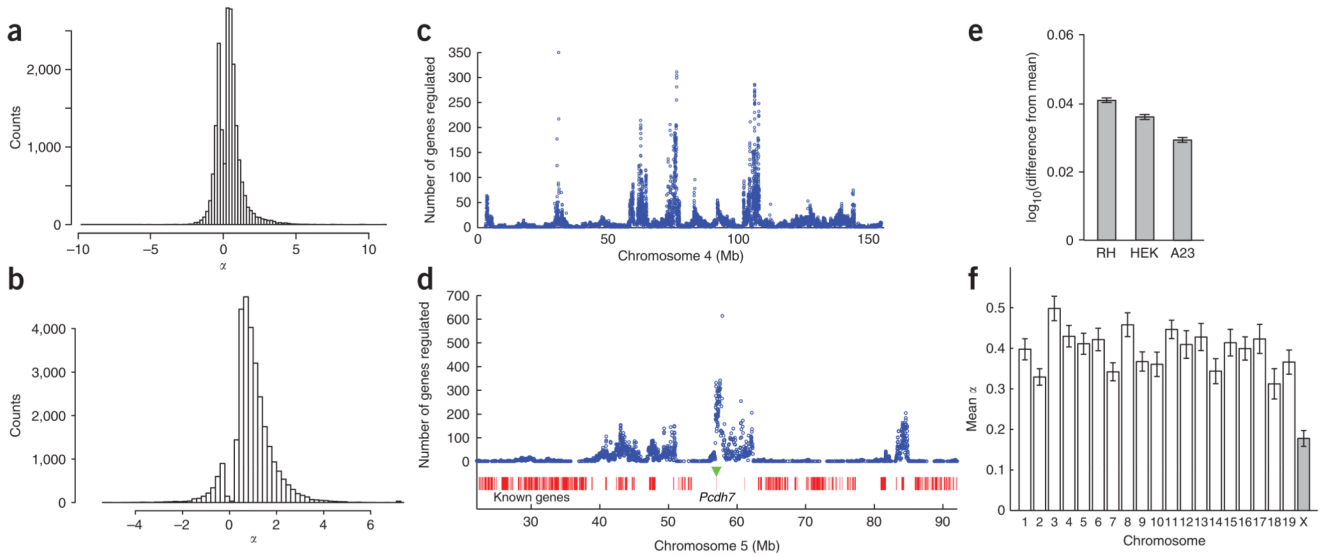 a
Counts
2,000
1,000
0
−10 −5 0 5 10
α
b
Counts
4,000
3,000
2,000
1,000
0
−4 −2 0 2 4 6
α
c
Number of genes regulated
350
300
250
200
150
100
50
0
0 50 100 150
Chromosome 4 (Mb)
d
Number of genes regulated
700
600
500
400
300
200
100
0
Known genes Pcdh7
30 40 50 60 70 80 90
Chromosome 5 (Mb)
e
log10(difference from mean)
0.06
0.04
0.02
0
RH HEK A23
f
Mean α
0.5
0.4
0.3
0.2
0.1
0
1 2 3 4 5 6 7 8 9 10 11 12 13 14 15 16 17 18 19 X
Chromosome